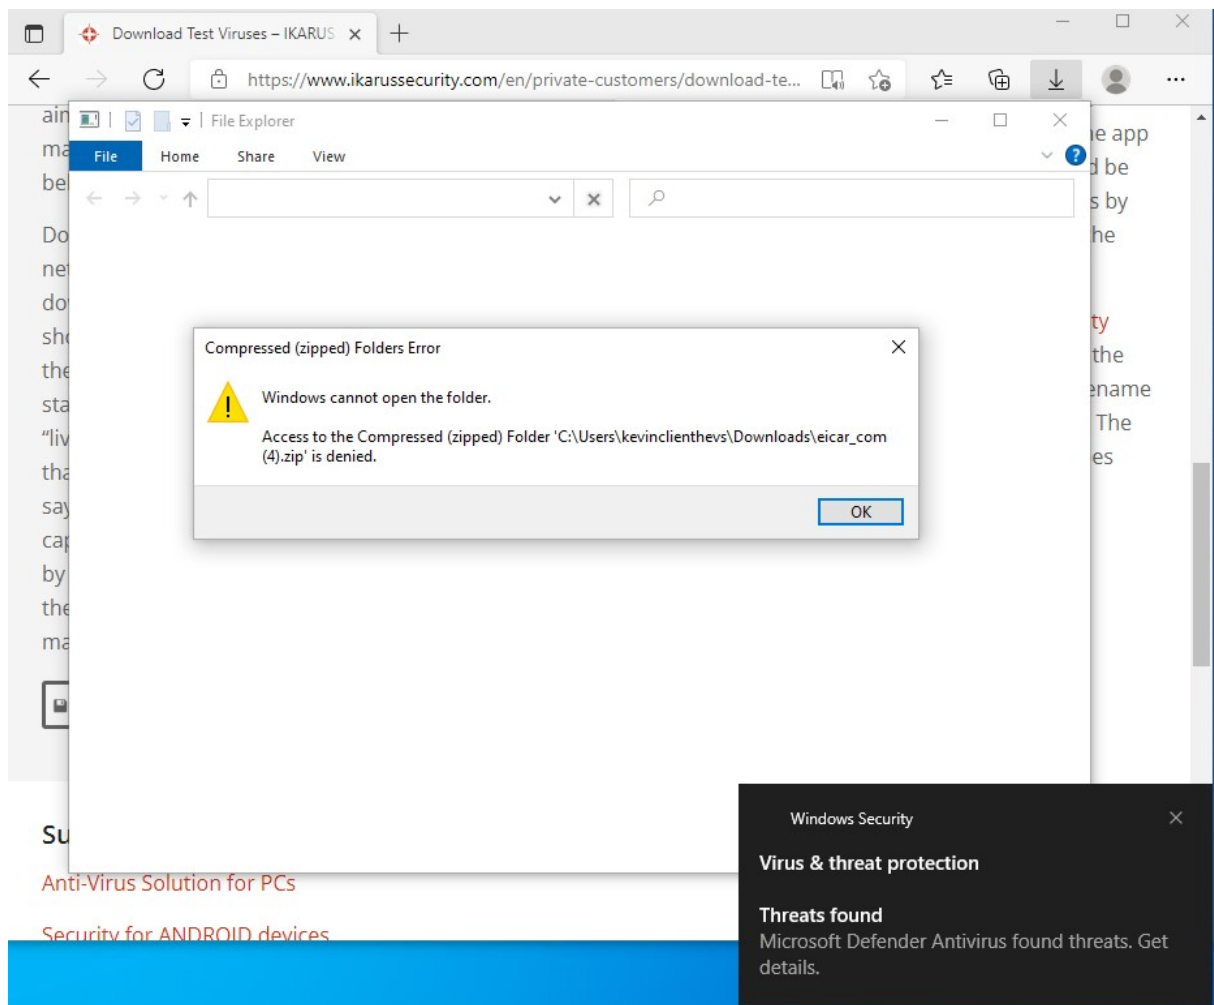 Download Test Viruses – IKARUS
https://www.ikarussecurity.com/en/private-customers/download-te...
File Explorer
File Home Share View
Compressed (zipped) Folders Error
Windows cannot open the folder.
Access to the Compressed (zipped) Folder 'C:\Users\kevinclienthevs\Downloads\eicar_com
(4).zip' is denied.
OK
app
be
s by
ty
the
ename
The
es
Anti-Virus Solution for PCs
Security for ANDROID devices
Windows Security
Virus & threat protection
Threats found
Microsoft Defender Antivirus found threats. Get
details.